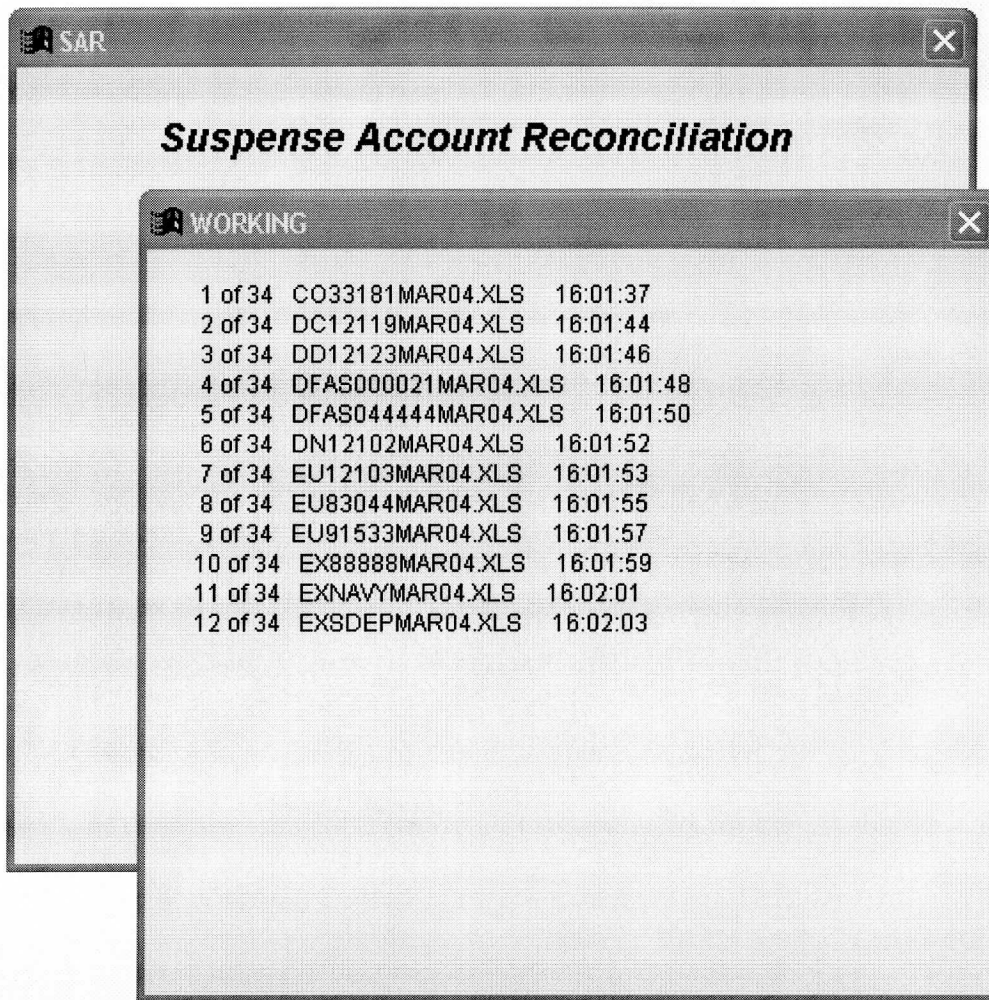 SAR
Suspense Account Reconciliation
WORKING
1 of 34 CO33181MAR04.XLS 16:01:37
2 of 34 DC12119MAR04.XLS 16:01:44
3 of 34 DD12123MAR04.XLS 16:01:46
4 of 34 DFAS000021MAR04.XLS 16:01:48
5 of 34 DFAS044444MAR04.XLS 16:01:50
6 of 34 DN12102MAR04.XLS 16:01:52
7 of 34 EU12103MAR04.XLS 16:01:53
8 of 34 EU83044MAR04.XLS 16:01:55
9 of 34 EU91533MAR04.XLS 16:01:57
10 of 34 EX88888MAR04.XLS 16:01:59
11 of 34 EXNAVYMAR04.XLS 16:02:01
12 of 34 EXSDEPMAR04.XLS 16:02:03